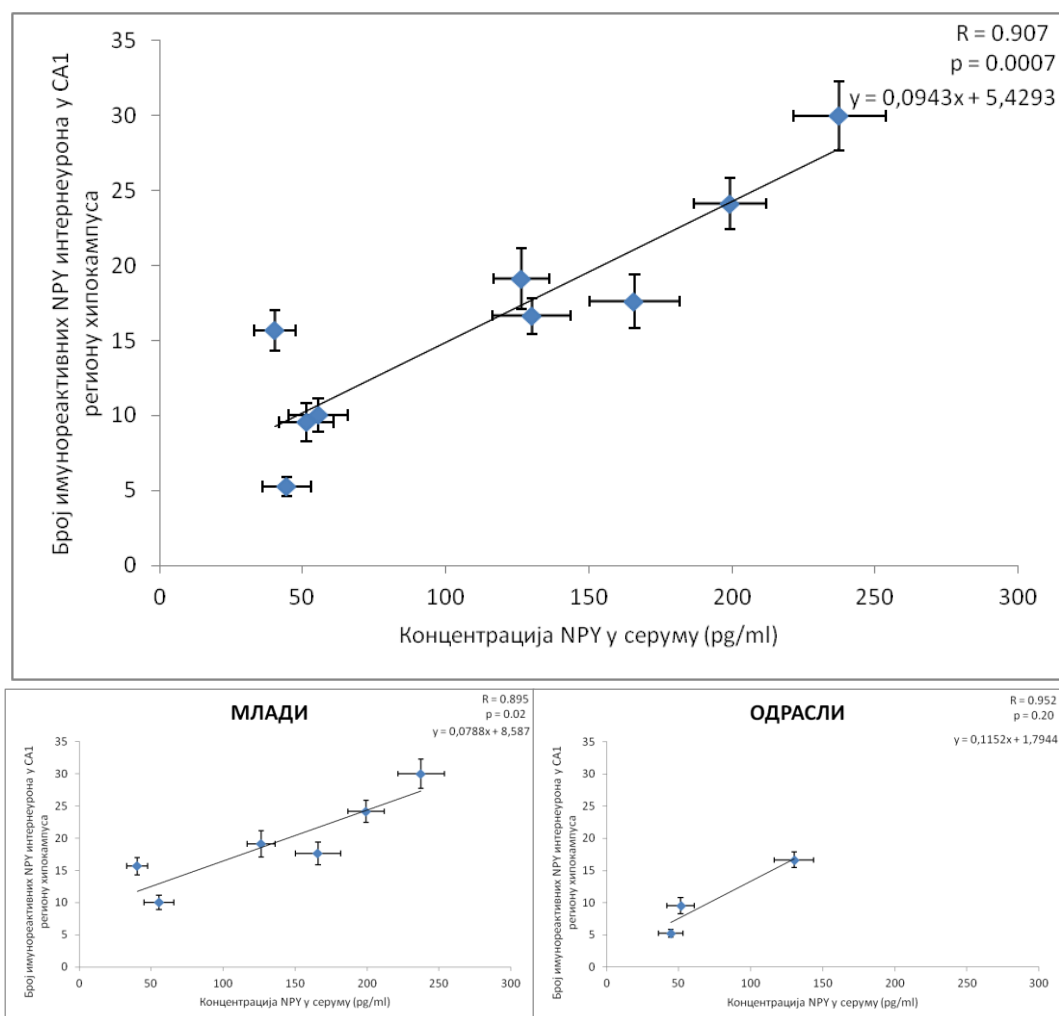 R = 0.907
p = 0.0007
y = 0,0943x + 5,4293
Број имунореактивних NPY интернеурона у CA1
региону хипокампуса
35
30
25
20
15
10
5
0
0 50 100 150 200 250 300
Концентрација NPY у серуму (pg/ml)
МЛАДИ
R = 0.895
p = 0.02
y = 0,0788x + 8,587
Број имунореактивних NPY интернеурона у CA1
региону хипокампуса
35
30
25
20
15
10
5
0
0 50 100 150 200 250 300
Концентрација NPY у серуму (pg/ml)
ОДРАСЛИ
R = 0.952
p = 0.20
y = 0,1152x + 1,7944
Број имунореактивних NPY интернеурона у CA1
региону хипокампуса
35
30
25
20
15
10
5
0
0 50 100 150 200 250 300
Концентрација NPY у серуму (pg/ml)